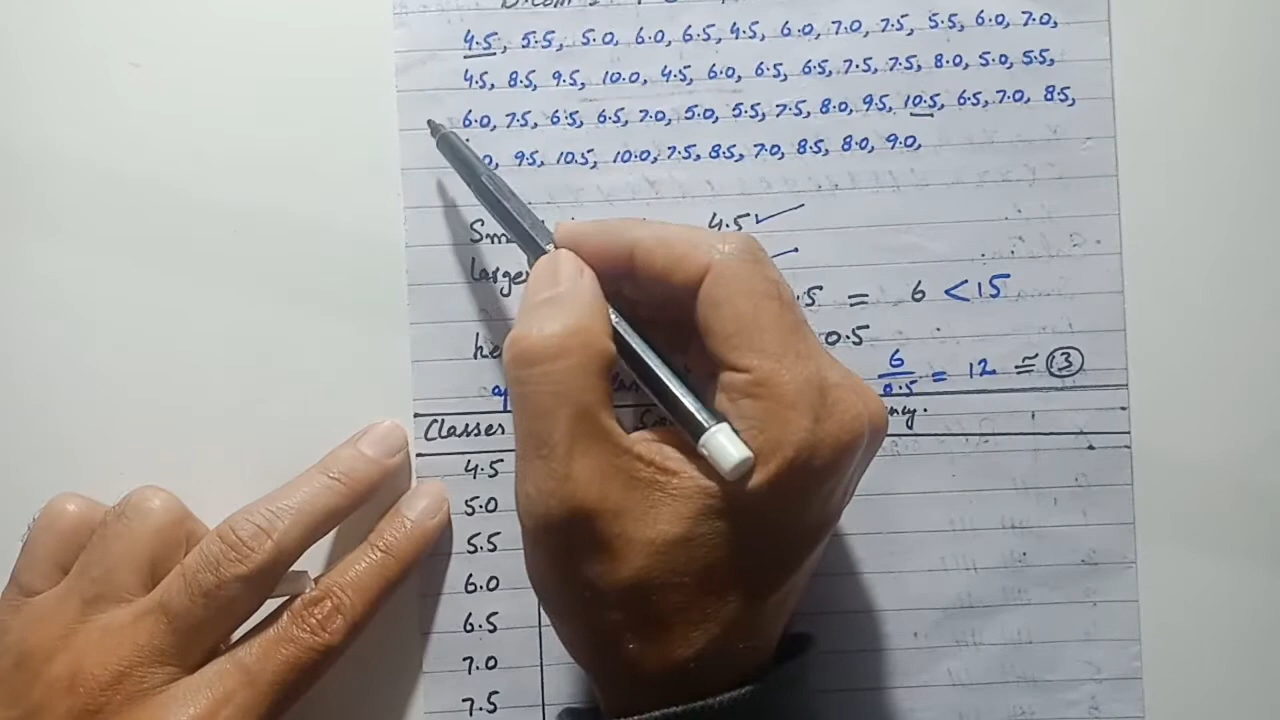 4.5, 5.5, 5.0, 6.0, 6.5, 4.5, 6.0, 7.0, 7.5, 5.5, 6.0, 7.0,
4.5, 8.5, 9.5, 10.0, 4.5, 6.0, 6.5, 6.5, 7.5, 7.5, 8.0, 5.0, 5.5,
6.0, 7.5, 6.5, 6.5, 7.0, 5.0, 5.5, 7.5, 8.0, 9.5, 10.5, 6.5, 7.0, 8.5,
0, 9.5, 10.5, 10.0, 7.5, 8.5, 7.0, 8.5, 8.0, 9.0,
4.5 ✓
.5 = 6 < 15
0.5
6/0.5 = 12 ≅ 13
Classes
4.5
5.0
5.5
6.0
6.5
7.0
7.5